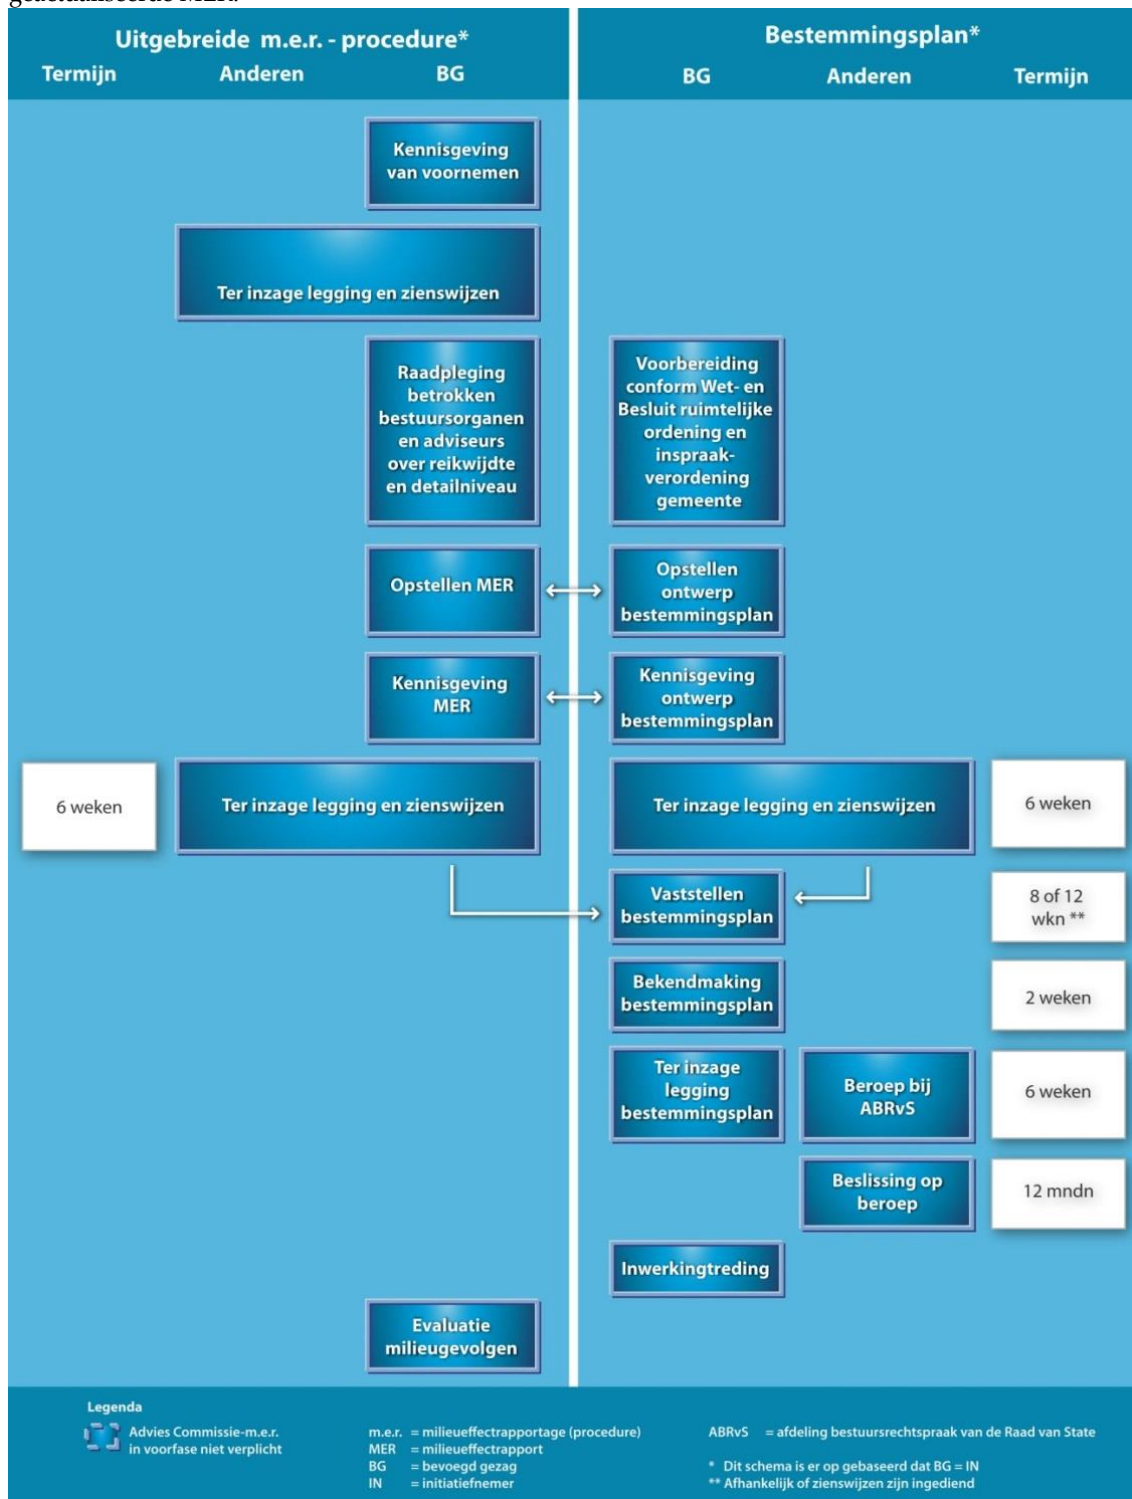 Uitgebreide m.e.r. - procedure*
Termijn Anderen BG
Bestemmingsplan*
BG Anderen Termijn
Kennisgeving
van voornemen
Ter inzage legging en zienswijzen
Raadpleging
betrokken
bestuursorganen
en adviseurs
over reikwijdte
en detailniveau
Voorbereiding
conform Wet- en
Besluit ruimtelijke
ordening en
inspraak-
verordening
gemeente
Opstellen MER
Opstellen
ontwerp
bestemmingsplan
Kennisgeving
MER
Kennisgeving
ontwerp
bestemmingsplan
6 weken
Ter inzage legging en zienswijzen
Ter inzage legging en zienswijzen
6 weken
Vaststellen
bestemmingsplan
8 of 12
wkn **
Bekendmaking
bestemmingsplan
2 weken
Ter inzage
legging
bestemmingsplan
Beroep bij
ABRvS
6 weken
Beslissing op
beroep
12 mndn
Inwerkingtreding
Evaluatie
milieugevolgen
Legenda
Advies Commissie-m.e.r.
in voorfase niet verplicht
m.e.r. = milieueffectrapportage (procedure)
MER = milieueffectrapport
BG = bevoegd gezag
IN = initiatiefnemer
ABRvS = afdeling bestuursrechtspraak van de Raad van State
* Dit schema is er op gebaseerd dat BG = IN
** Afhankelijk of zienswijzen zijn ingediend